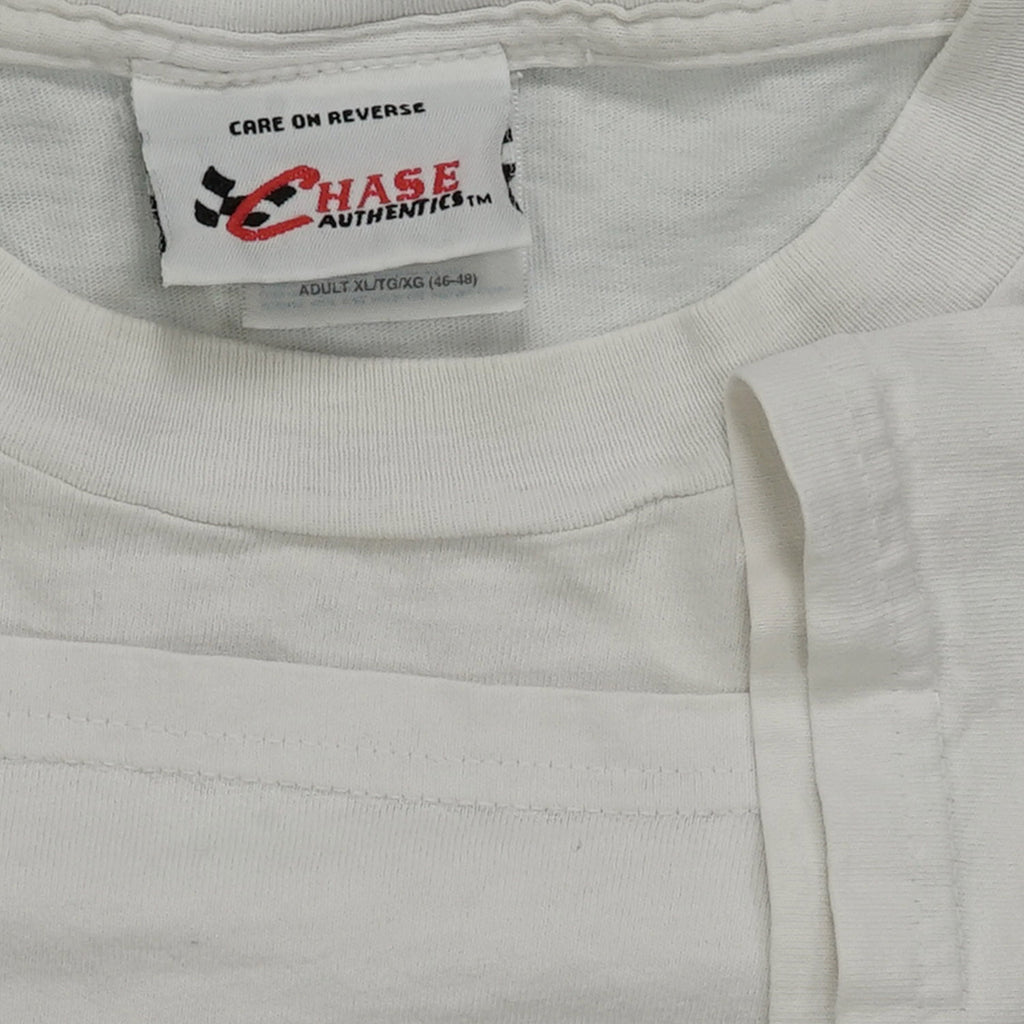 CARE ON REVERSE
CHASE
AUTHENTICS™
ADULT XL/TG/XG (46-48)